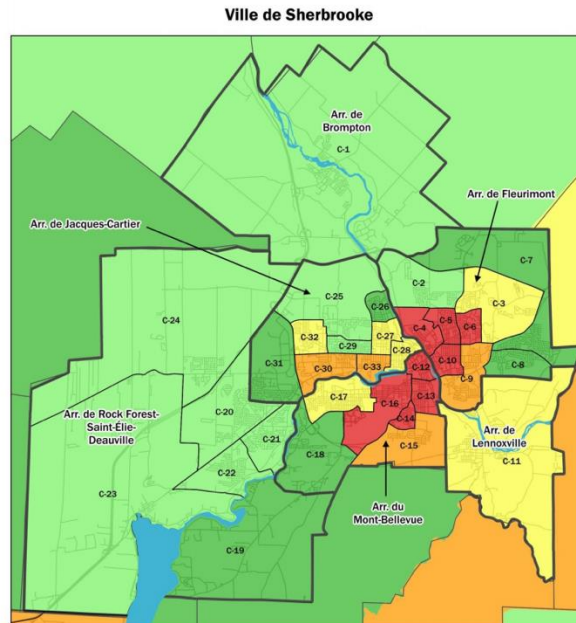 Ville de Sherbrooke
Arr. de
Brompton
C-1
Arr. de Fleurimont
Arr. de Jacques-Cartier
C-7
C-2
C-25
C-26
C-3
C-24
C-4
C-5
C-6
C-32
C-27
C-29
C-28
C-31
C-30
C-33
C-10
C-8
C-12
C-9
C-17
C-16
C-13
Arr. de Rock Forest-
Saint-Élie-
Deauville
C-20
C-14
C-21
Arr. de
Lennoxville
C-18
C-15
C-11
C-22
C-23
Arr. du
Mont-Bellevue
C-19